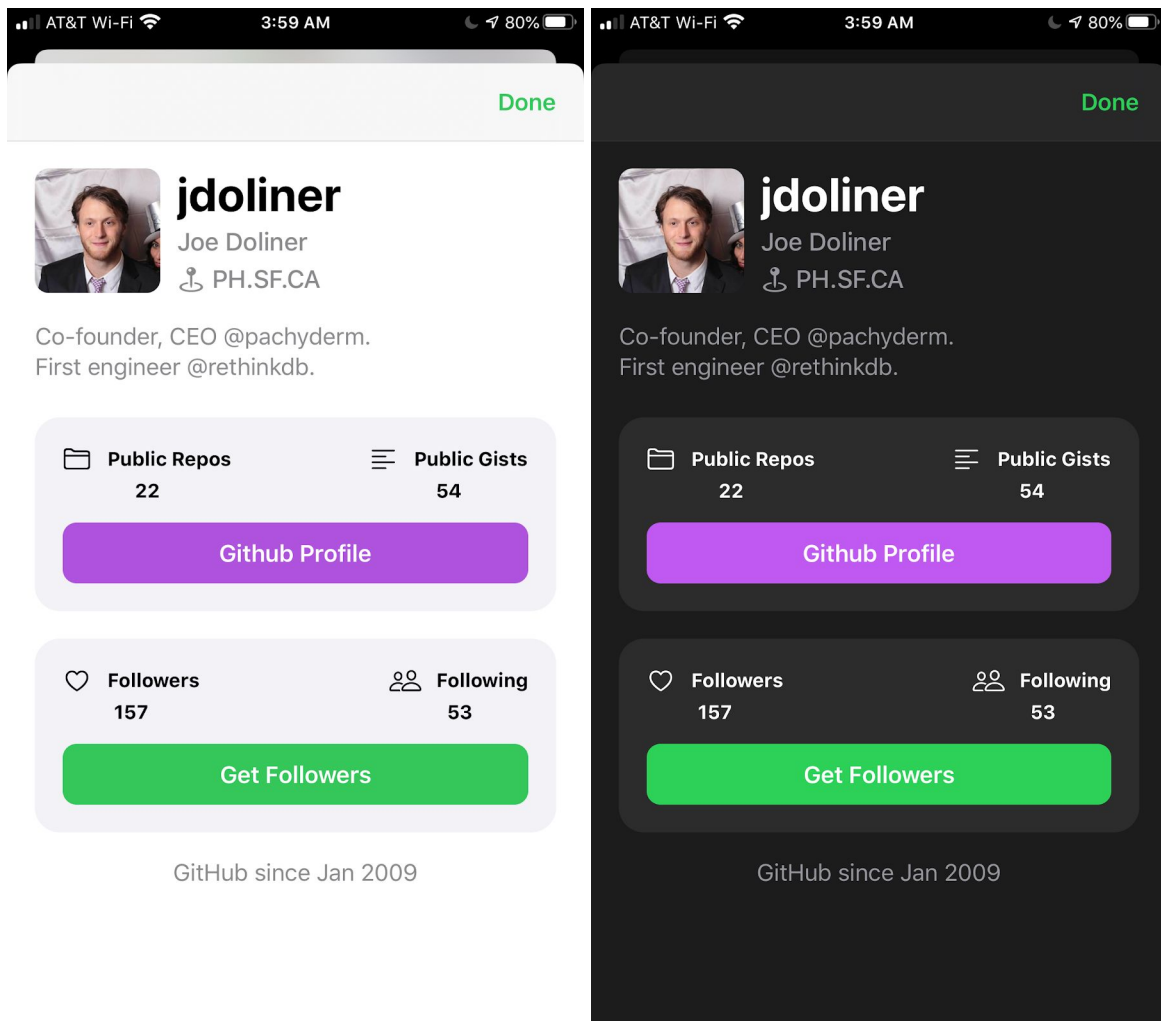 AT&T Wi-Fi 3:59 AM 80%
Done
jdoliner
Joe Doliner
PH.SF.CA
Co-founder, CEO @pachyderm.
First engineer @rethinkdb.
Public Repos Public Gists
22 54
Github Profile
Followers Following
157 53
Get Followers
GitHub since Jan 2009
AT&T Wi-Fi 3:59 AM 80%
Done
jdoliner
Joe Doliner
PH.SF.CA
Co-founder, CEO @pachyderm.
First engineer @rethinkdb.
Public Repos Public Gists
22 54
Github Profile
Followers Following
157 53
Get Followers
GitHub since Jan 2009